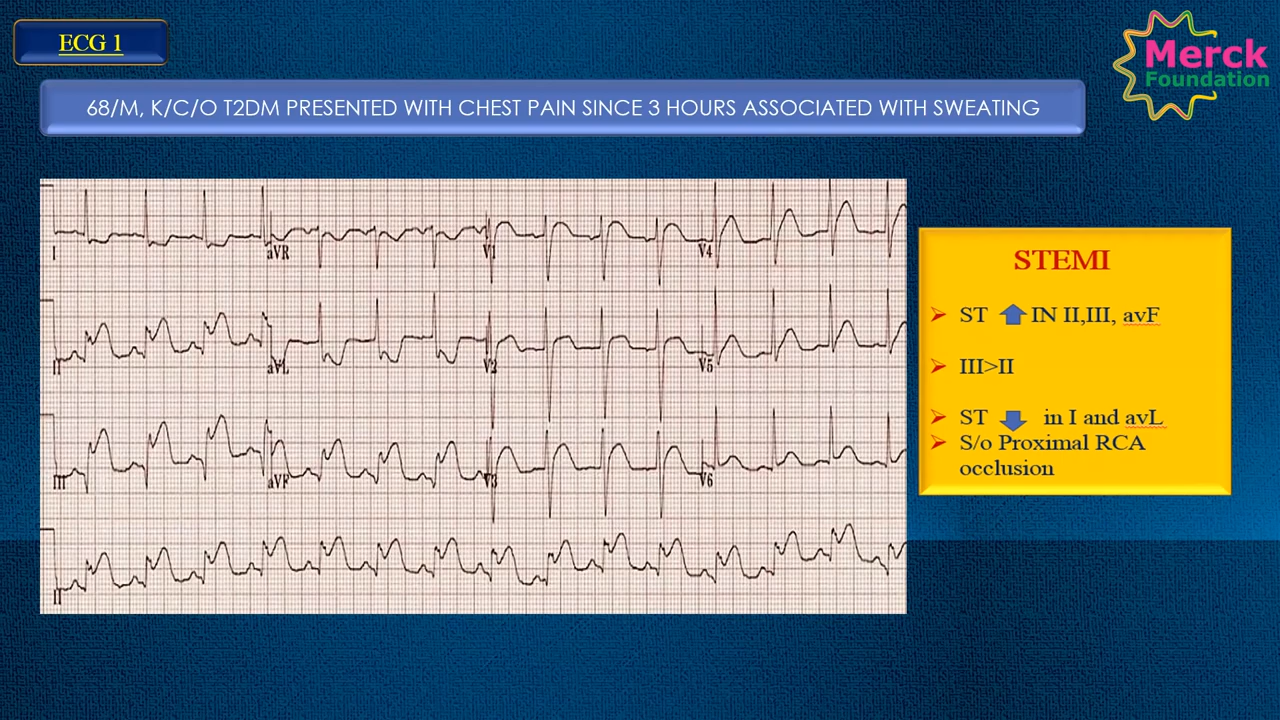 ECG 1
Merck
Foundation
68/M, K/C/O T2DM PRESENTED WITH CHEST PAIN SINCE 3 HOURS ASSOCIATED WITH SWEATING
I aVR V1 V4
II aVL V2 V5
III aVF V3 V6
II
STEMI
ST IN II,III, avF
III>II
ST in I and avL
S/o Proximal RCA
occlusion